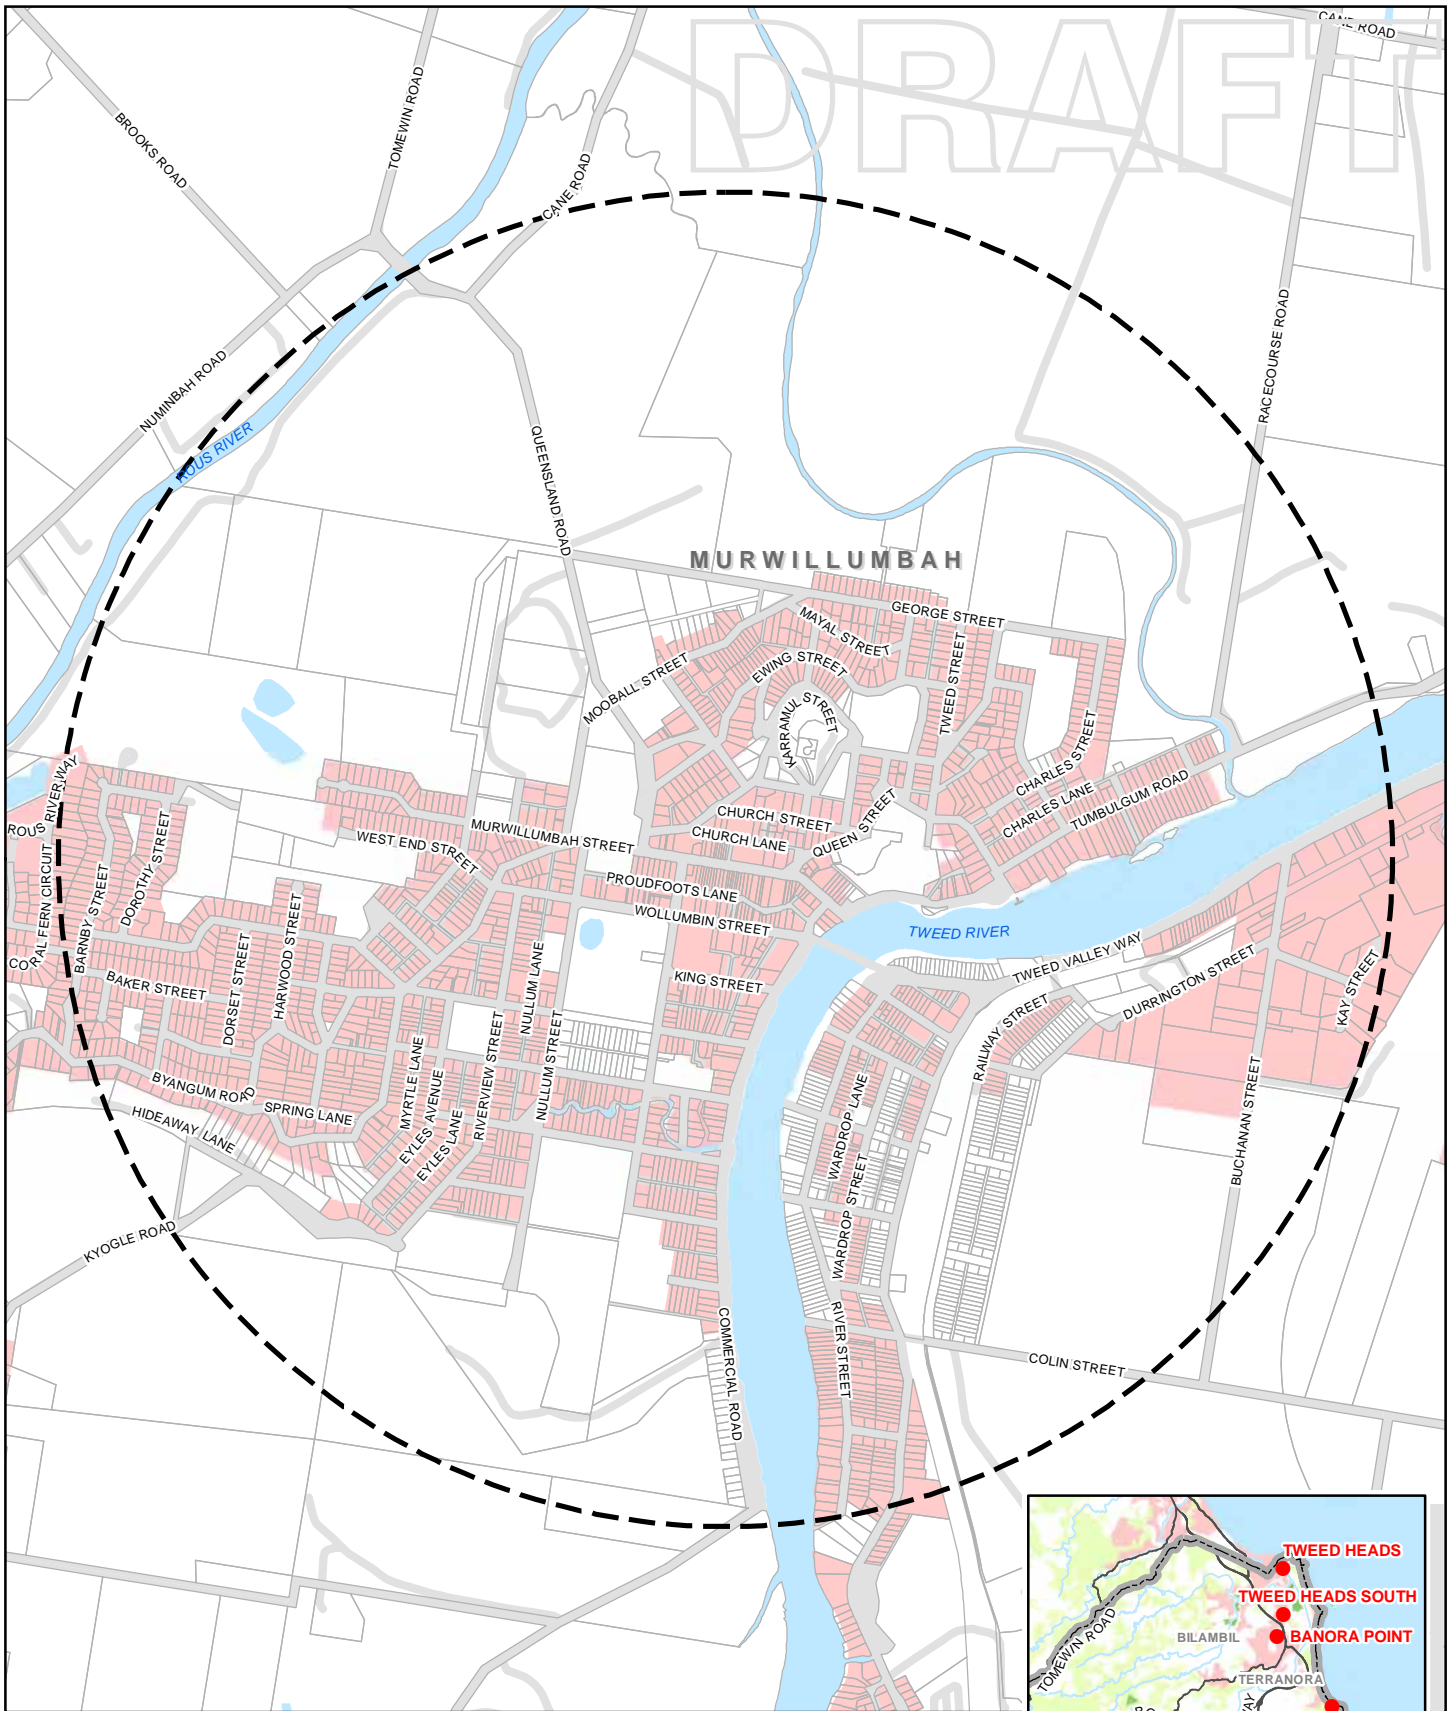 DRAFT
CANE ROAD
BROOKS ROAD
TOMEWIN ROAD
CANE ROAD
RACECOURSE ROAD
NUMINBAH ROAD
ROUS RIVER
QUEENSLAND ROAD
MURWILLUMBAH
GEORGE STREET
MAYAL STREET
TWEED STREET
EWING STREET
MOOBALL STREET
KARRAMUL STREET
CHARLES STREET
RIVER WAY
CHARLES LANE
TUMBULGUM ROAD
CHURCH STREET
QUEEN STREET
CHURCH LANE
MURWILLUMBAH STREET
WEST END STREET
ROUS
DOROTHY STREET
PROUDFOOTS LANE
WOLLUMBIN STREET
TWEED RIVER
CORAL FERN CIRCUIT
BARNBY STREET
HARWOOD STREET
DORSET STREET
BAKER STREET
NULLUM LANE
KING STREET
TWEED VALLEY WAY
DURRINGTON STREET
KAY STREET
RAILWAY STREET
NULLUM STREET
RIVERVIEW STREET
MYRTLE LANE
EYLES AVENUE
EYLES LANE
BYANGUM ROAD
SPRING LANE
HIDEAWAY LANE
WARDROP LANE
WARDROP STREET
BUCHANAN STREET
KYOGLE ROAD
COMMERCIAL ROAD
RIVER STREET
COLIN STREET
TWEED HEADS
TWEED HEADS SOUTH
BANORA POINT
BILAMBIL
TERRANORA
TOMEWIN ROAD